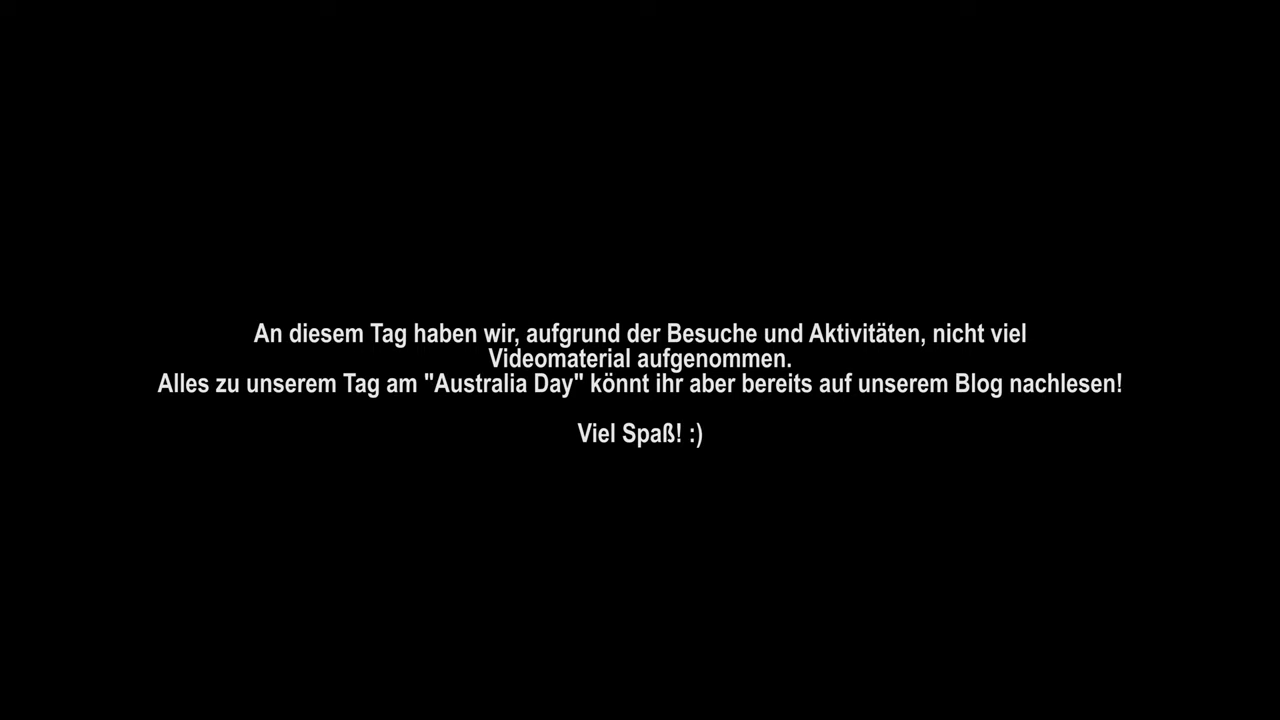 An diesem Tag haben wir, aufgrund der Besuche und Aktivitäten, nicht viel
Videomaterial aufgenommen.
Alles zu unserem Tag am "Australia Day" könnt ihr aber bereits auf unserem Blog nachlesen!
Viel Spaß! :)